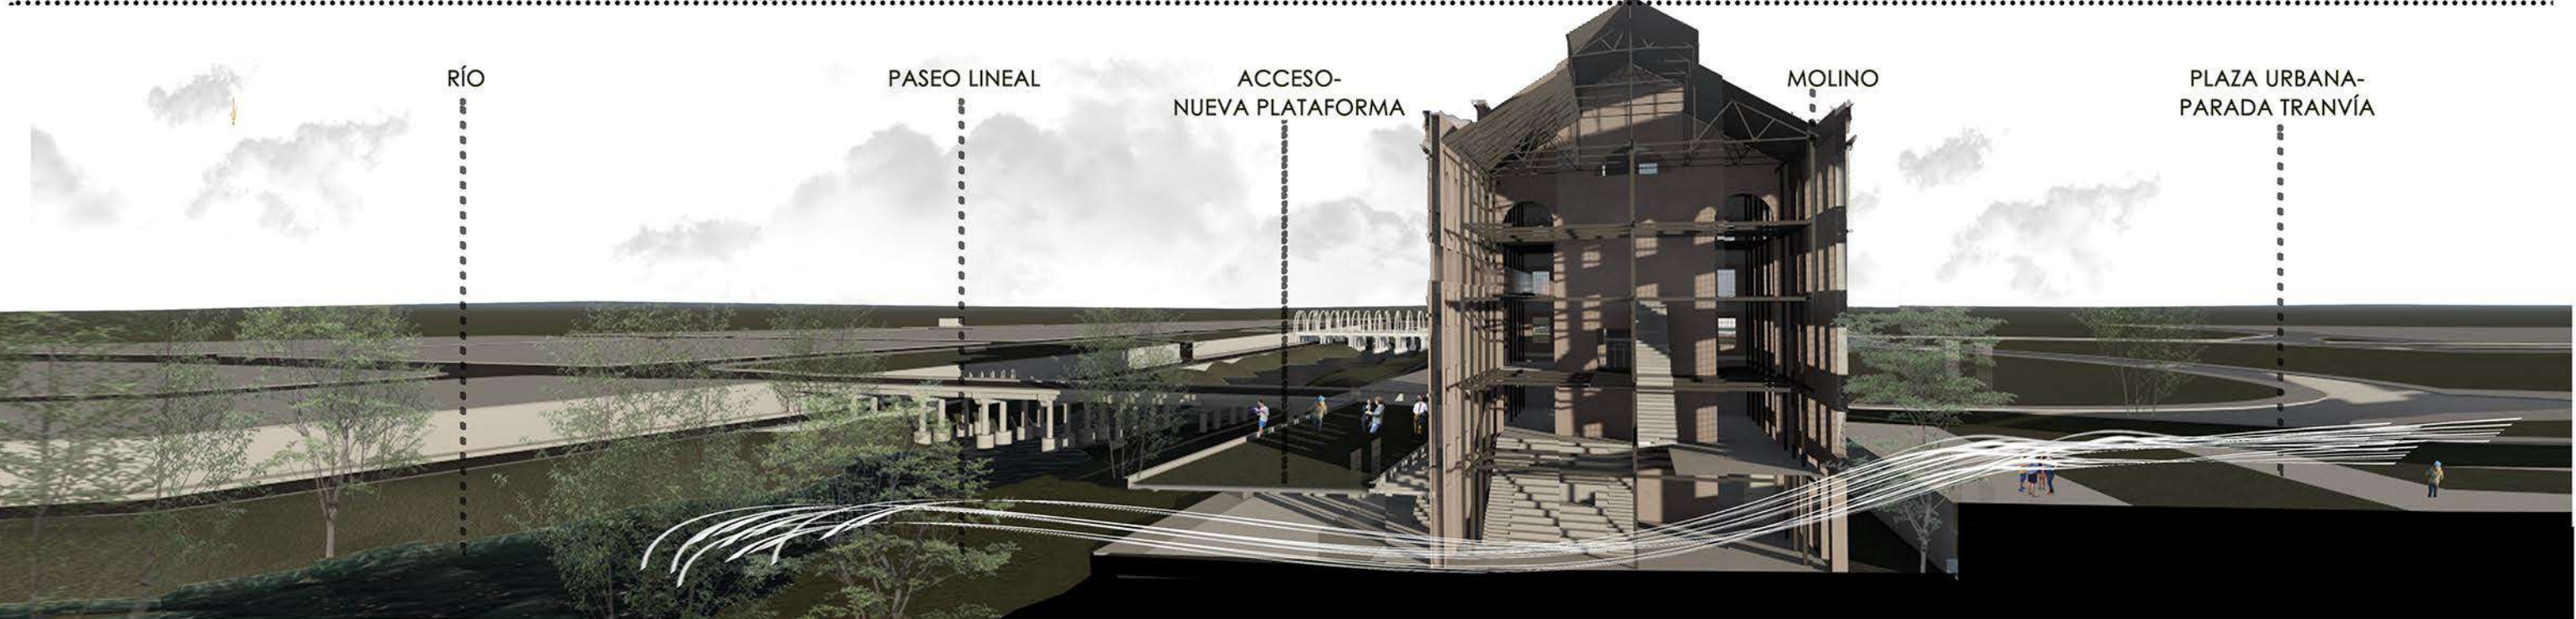 RÍO
PASEO LINEAL
ACCESO-
NUEVA PLATAFORMA
MOLINO
PLAZA URBANA-
PARADA TRANVÍA